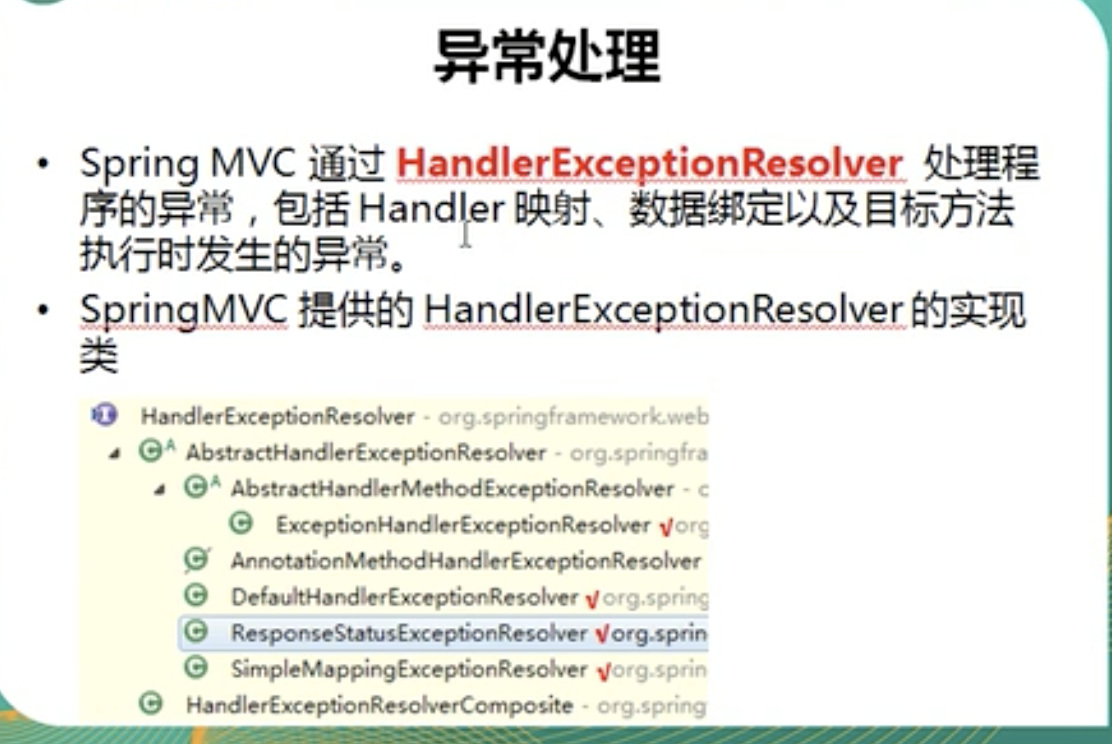 异常处理
• Spring MVC 通过 HandlerExceptionResolver 处理程
序的异常，包括 Handler 映射、数据绑定以及目标方法
执行时发生的异常。
• SpringMVC 提供的 HandlerExceptionResolver 的实现
类
HandlerExceptionResolver - org.springframework.web
AbstractHandlerExceptionResolver - org.springfra
AbstractHandlerMethodExceptionResolver - o
ExceptionHandlerExceptionResolver √ org
AnnotationMethodHandlerExceptionResolver
DefaultHandlerExceptionResolver √ org.spring
ResponseStatusExceptionResolver √ org.sprin
SimpleMappingExceptionResolver √ org.sprin
HandlerExceptionResolverComposite - org.spring